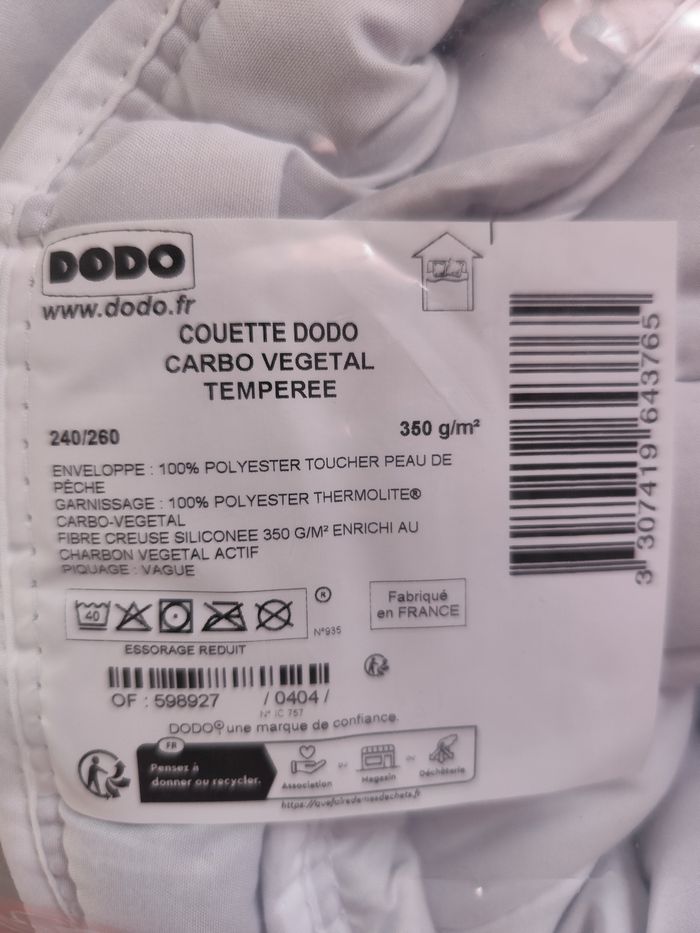 DODO
www.dodo.fr
COUETTE DODO
CARBO VEGETAL
TEMPEREE
240/260
350 g/m²
ENVELOPPE : 100% POLYESTER TOUCHER PEAU DE
PÊCHE
GARNISSAGE : 100% POLYESTER THERMOLITE®
CARBO-VEGETAL
FIBRE CREUSE SILICONEE 350 G/M² ENRICHI AU
CHARBON VEGETAL ACTIF
PIQUAGE : VAGUE
40
®
N°935
Fabriqué
en FRANCE
ESSORAGE REDUIT
OF : 598927 / 0404 /
N° IC 757
DODO une marque de confiance.
FR
Pensez à
donner ou recycler.
Association
Magasin
Déchèterie
https://quefairedemesdechets.fr
3 307419 643765